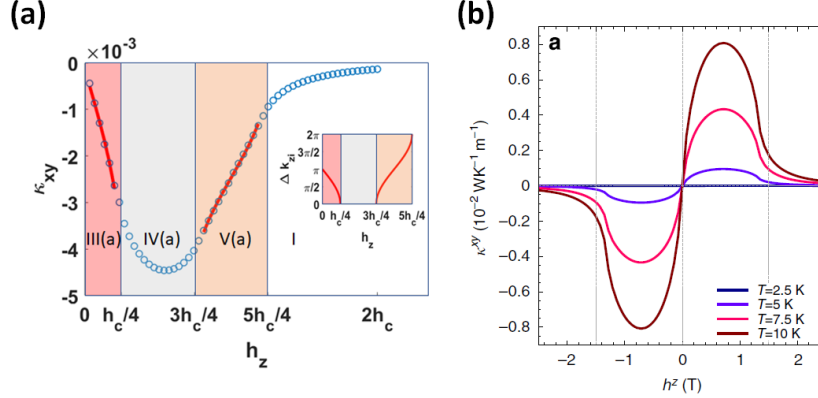 (a)
×10⁻³
0
-1
-2
-3
-4
-5
κxy
III(a)
IV(a)
V(a)
I
0
h_c/4
3h_c/4
5h_c/4
2h_c
h_z
2π
3π/2
π
π/2
0
Δ k_zi
0 h_c/4
3h_c/4
5h_c/4
h_z
(b)
a
0.8
0.6
0.4
0.2
0
-0.2
-0.4
-0.6
-0.8
κ^xy (10⁻² WK⁻¹ m⁻¹)
T=2.5 K
T=5 K
T=7.5 K
T=10 K
−2
−1
0
1
2
h^z (T)